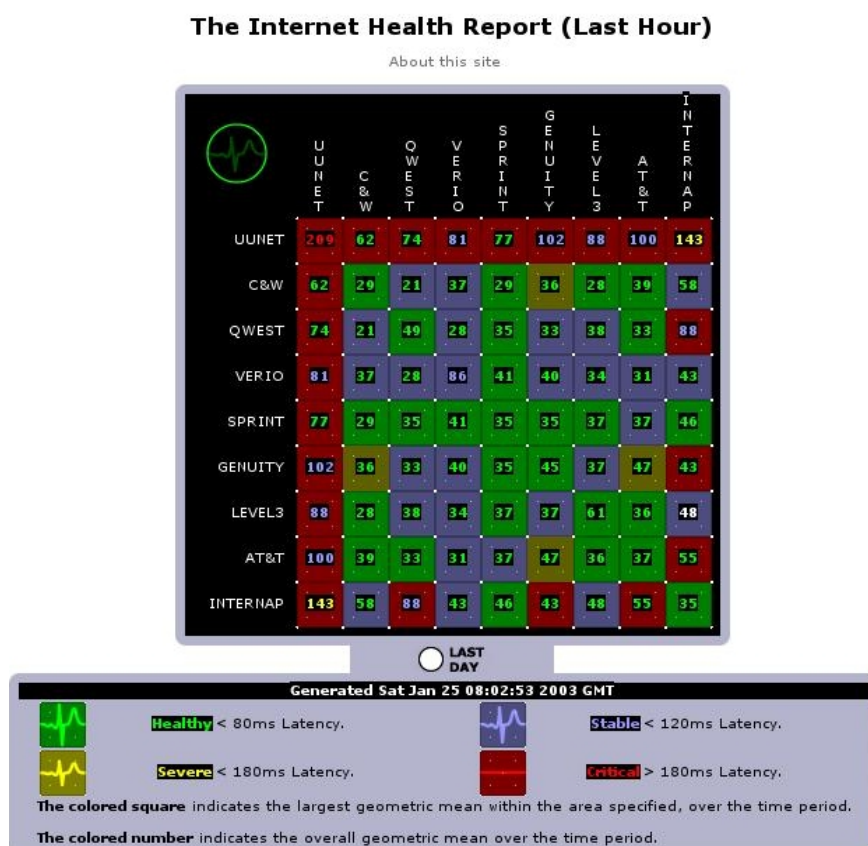 The Internet Health Report (Last Hour)
About this site
UUNET C&W QWEST VERIO SPRINT GENUITY LEVEL3 AT&T INTERNAP
UUNET 209 62 74 81 77 102 88 100 143
C&W 62 29 21 37 29 36 28 39 58
QWEST 74 21 49 28 35 33 38 33 88
VERIO 81 37 28 86 41 40 34 31 43
SPRINT 77 29 35 41 35 35 37 37 46
GENUITY 102 36 33 40 35 45 37 47 43
LEVEL3 88 28 38 34 37 37 61 36 48
AT&T 100 39 33 31 37 47 36 37 55
INTERNAP 143 58 88 43 46 43 48 55 35
LAST
DAY
Generated Sat Jan 25 08:02:53 2003 GMT
Healthy < 80ms Latency. Stable < 120ms Latency.
Severe < 180ms Latency. Critical > 180ms Latency.
The colored square indicates the largest geometric mean within the area specified, over the time period.
The colored number indicates the overall geometric mean over the time period.